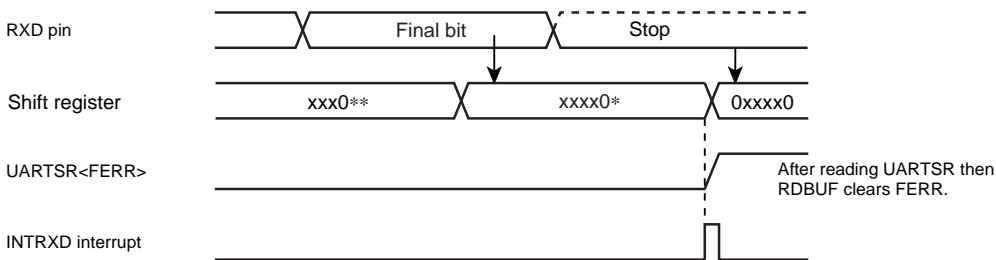 RXD pin
Final bit
Stop
Shift register
xxx0**
xxxx0*
0xxxx0
UARTSR<FERR>
After reading UARTSR then
RDBUF clears FERR.
INTRXD interrupt